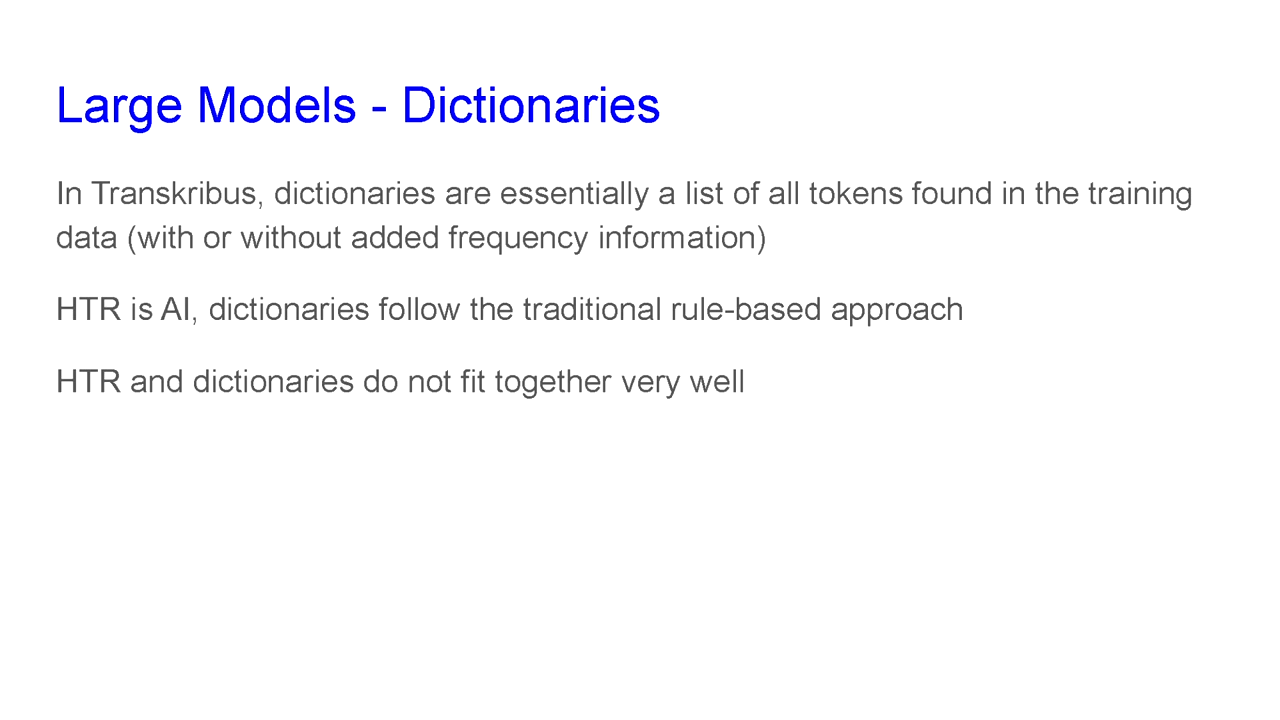 Large Models - Dictionaries
In Transkribus, dictionaries are essentially a list of all tokens found in the training
data (with or without added frequency information)
HTR is AI, dictionaries follow the traditional rule-based approach
HTR and dictionaries do not fit together very well